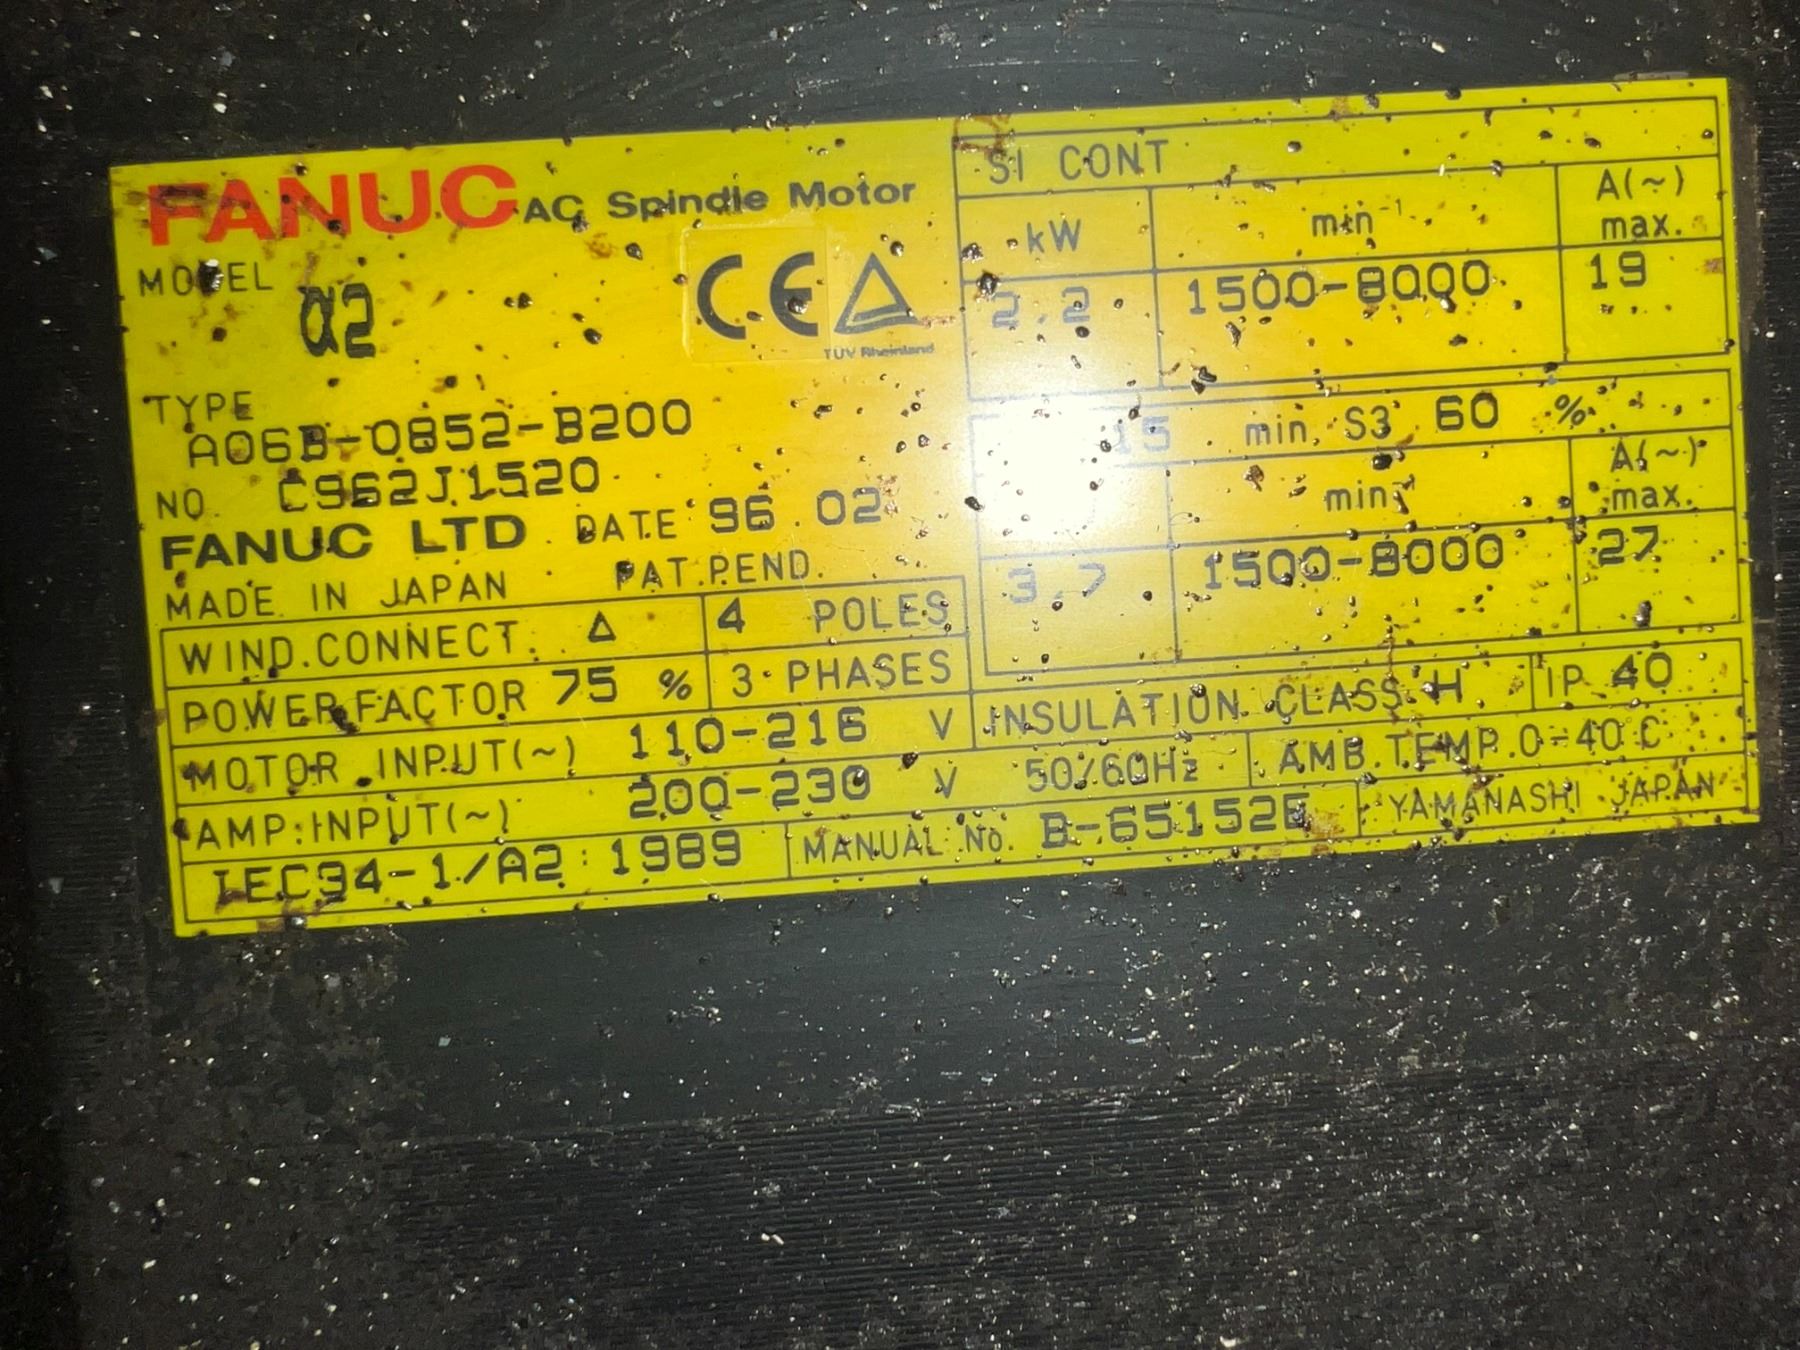 FANUC AC Spindle Motor
MODEL
α2
CE
TÜV Rheinland
TYPE
A06B-0852-B200
NO. C962J1520
FANUC LTD DATE 96.02
MADE IN JAPAN PAT.PEND.
WIND.CONNECT. Δ 4 POLES
POWER FACTOR 75 % 3 PHASES
MOTOR INPUT(~) 110-216 V INSULATION CLASS H IP 40
AMP.INPUT(~) 200-230 V 50/60Hz AMB.TEMP.0-40°C
IEC34-1/A2:1989 MANUAL No. B-65152E YAMANASHI JAPAN
S1 CONT
kW min⁻¹ A(~) max.
2.2 1500-8000 19
15 min, S3 60 %
min⁻¹ A(~) max.
3.7 1500-8000 27